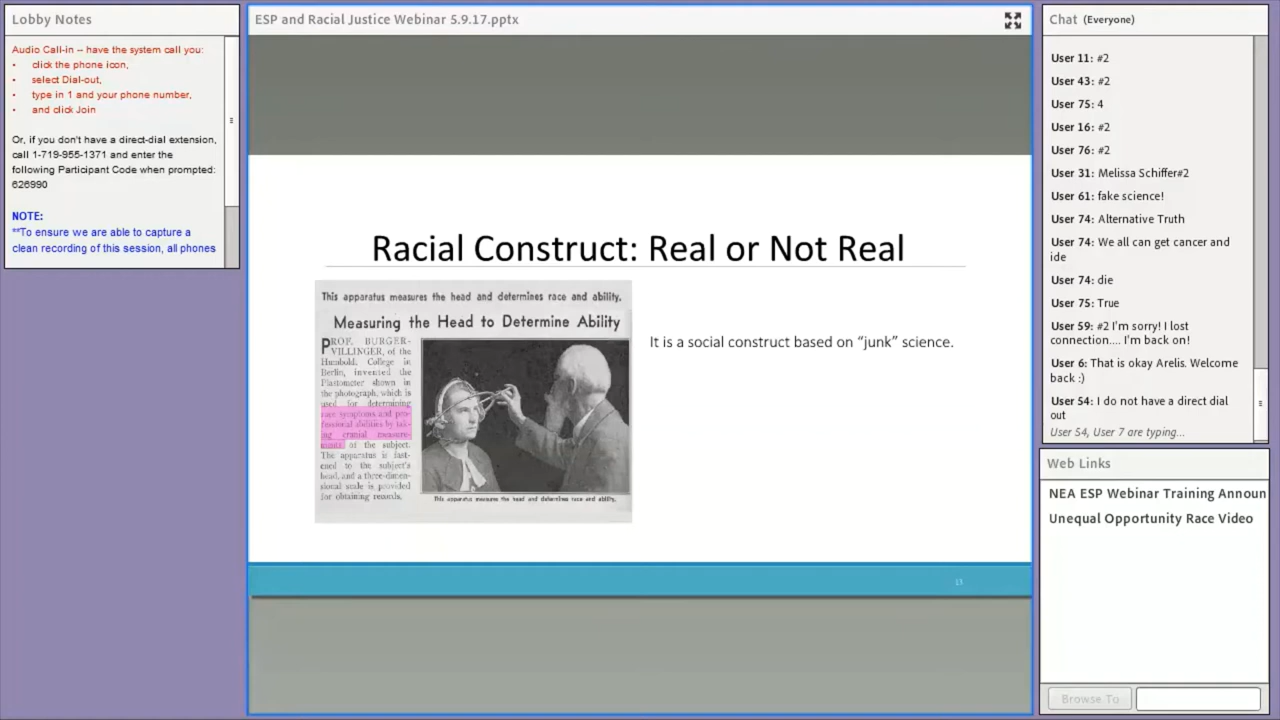 Lobby Notes
Audio Call-in -- have the system call you:
• click the phone icon,
• select Dial-out,
• type in 1 and your phone number,
• and click Join
Or, if you don't have a direct-dial extension,
call 1-719-955-1371 and enter the
following Participant Code when prompted:
626990
NOTE:
**To ensure we are able to capture a
clean recording of this session, all phones
ESP and Racial Justice Webinar 5.9.17.pptx
Racial Construct: Real or Not Real
This apparatus measures the head and determines race and ability.
Measuring the Head to Determine Ability
PROF. BURGER-
VILLINGER, of the
Humbold, College in
Berlin, invented the
Plastometer shown in
the photograph, which is
used for determining
race symptoms and pro-
fessional abilities by tak-
ing cranial measure-
ments of the subject.
The apparatus is fast-
ened to the subject's
head, and a three-dimen-
sional scale is provided
for obtaining records.
This apparatus measures the head and determines race and ability.
It is a social construct based on “junk” science.
13
Chat (Everyone)
User 11: #2
User 43: #2
User 75: 4
User 16: #2
User 76: #2
User 31: Melissa Schiffer#2
User 61: fake science!
User 74: Alternative Truth
User 74: We all can get cancer and
ide
User 74: die
User 75: True
User 59: #2 I'm sorry! I lost
connection.... I'm back on!
User 6: That is okay Arelis. Welcome
back :)
User 54: I do not have a direct dial
out
User 54, User 7 are typing...
Web Links
NEA ESP Webinar Training Announ
Unequal Opportunity Race Video
Browse To